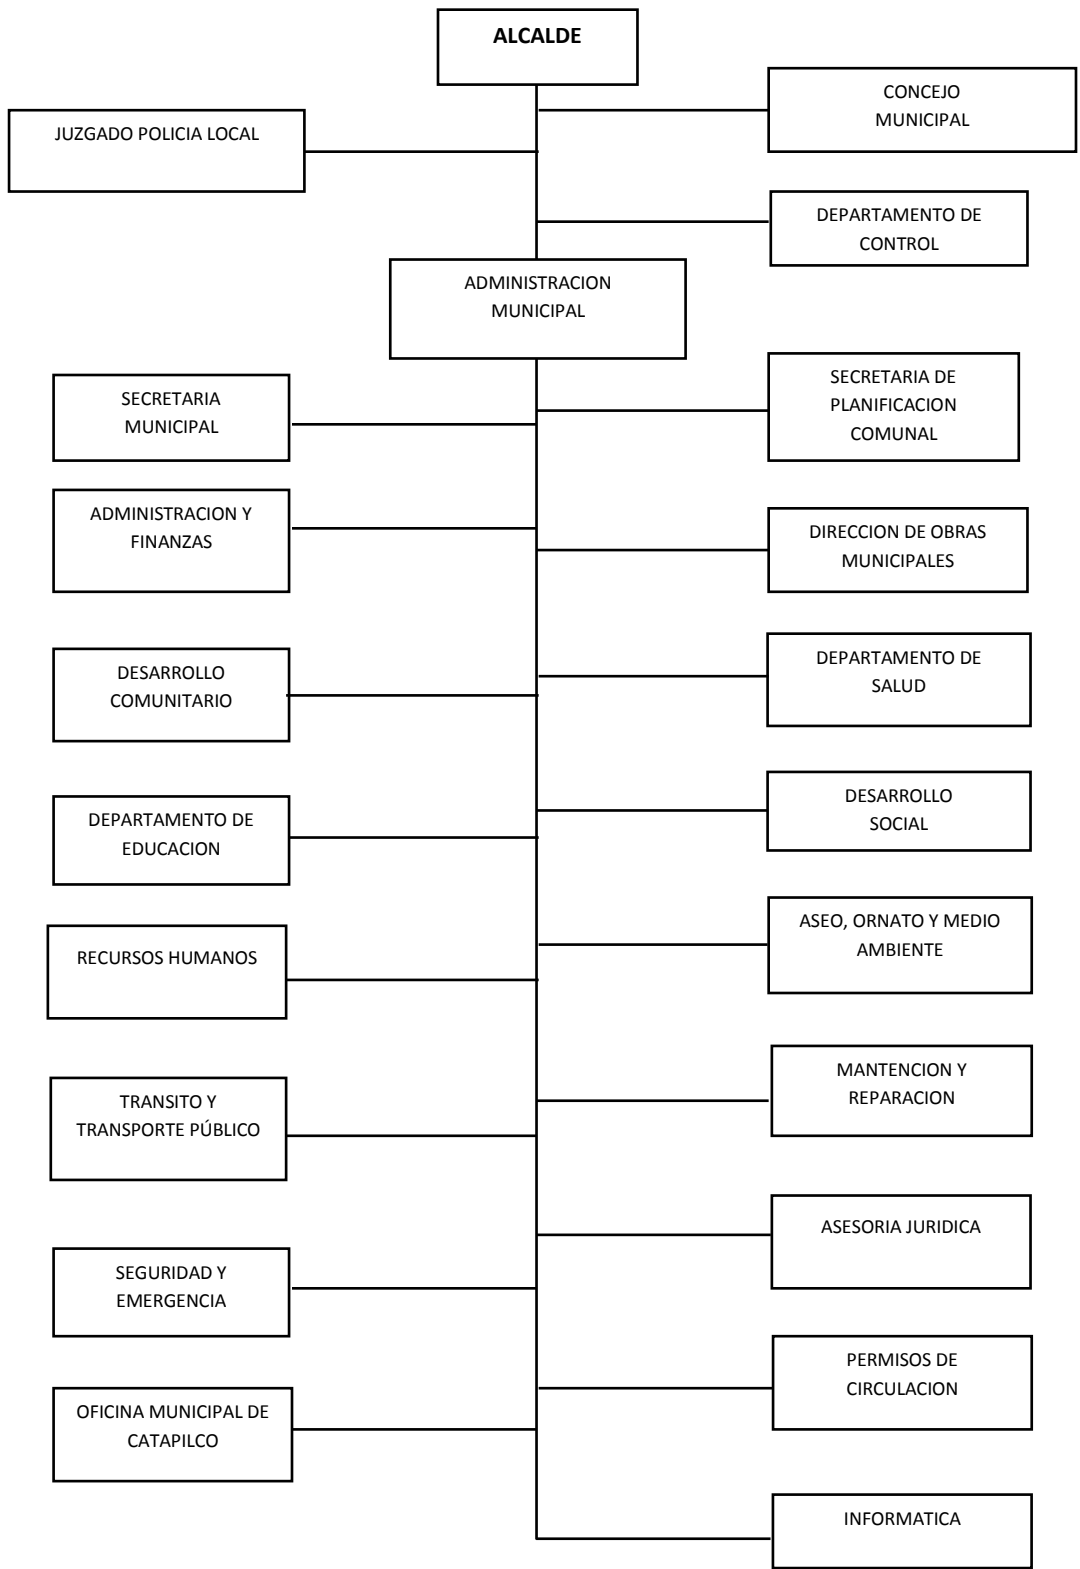 ALCALDE
CONCEJO
MUNICIPAL
JUZGADO POLICIA LOCAL
DEPARTAMENTO DE
CONTROL
ADMINISTRACION
MUNICIPAL
SECRETARIA
MUNICIPAL
SECRETARIA DE
PLANIFICACION
COMUNAL
ADMINISTRACION Y
FINANZAS
DIRECCION DE OBRAS
MUNICIPALES
DESARROLLO
COMUNITARIO
DEPARTAMENTO DE
SALUD
DEPARTAMENTO DE
EDUCACION
DESARROLLO
SOCIAL
RECURSOS HUMANOS
ASEO, ORNATO Y MEDIO
AMBIENTE
TRANSITO Y
TRANSPORTE PÚBLICO
MANTENCION Y
REPARACION
SEGURIDAD Y
EMERGENCIA
ASESORIA JURIDICA
OFICINA MUNICIPAL DE
CATAPILCO
PERMISOS DE
CIRCULACION
INFORMATICA